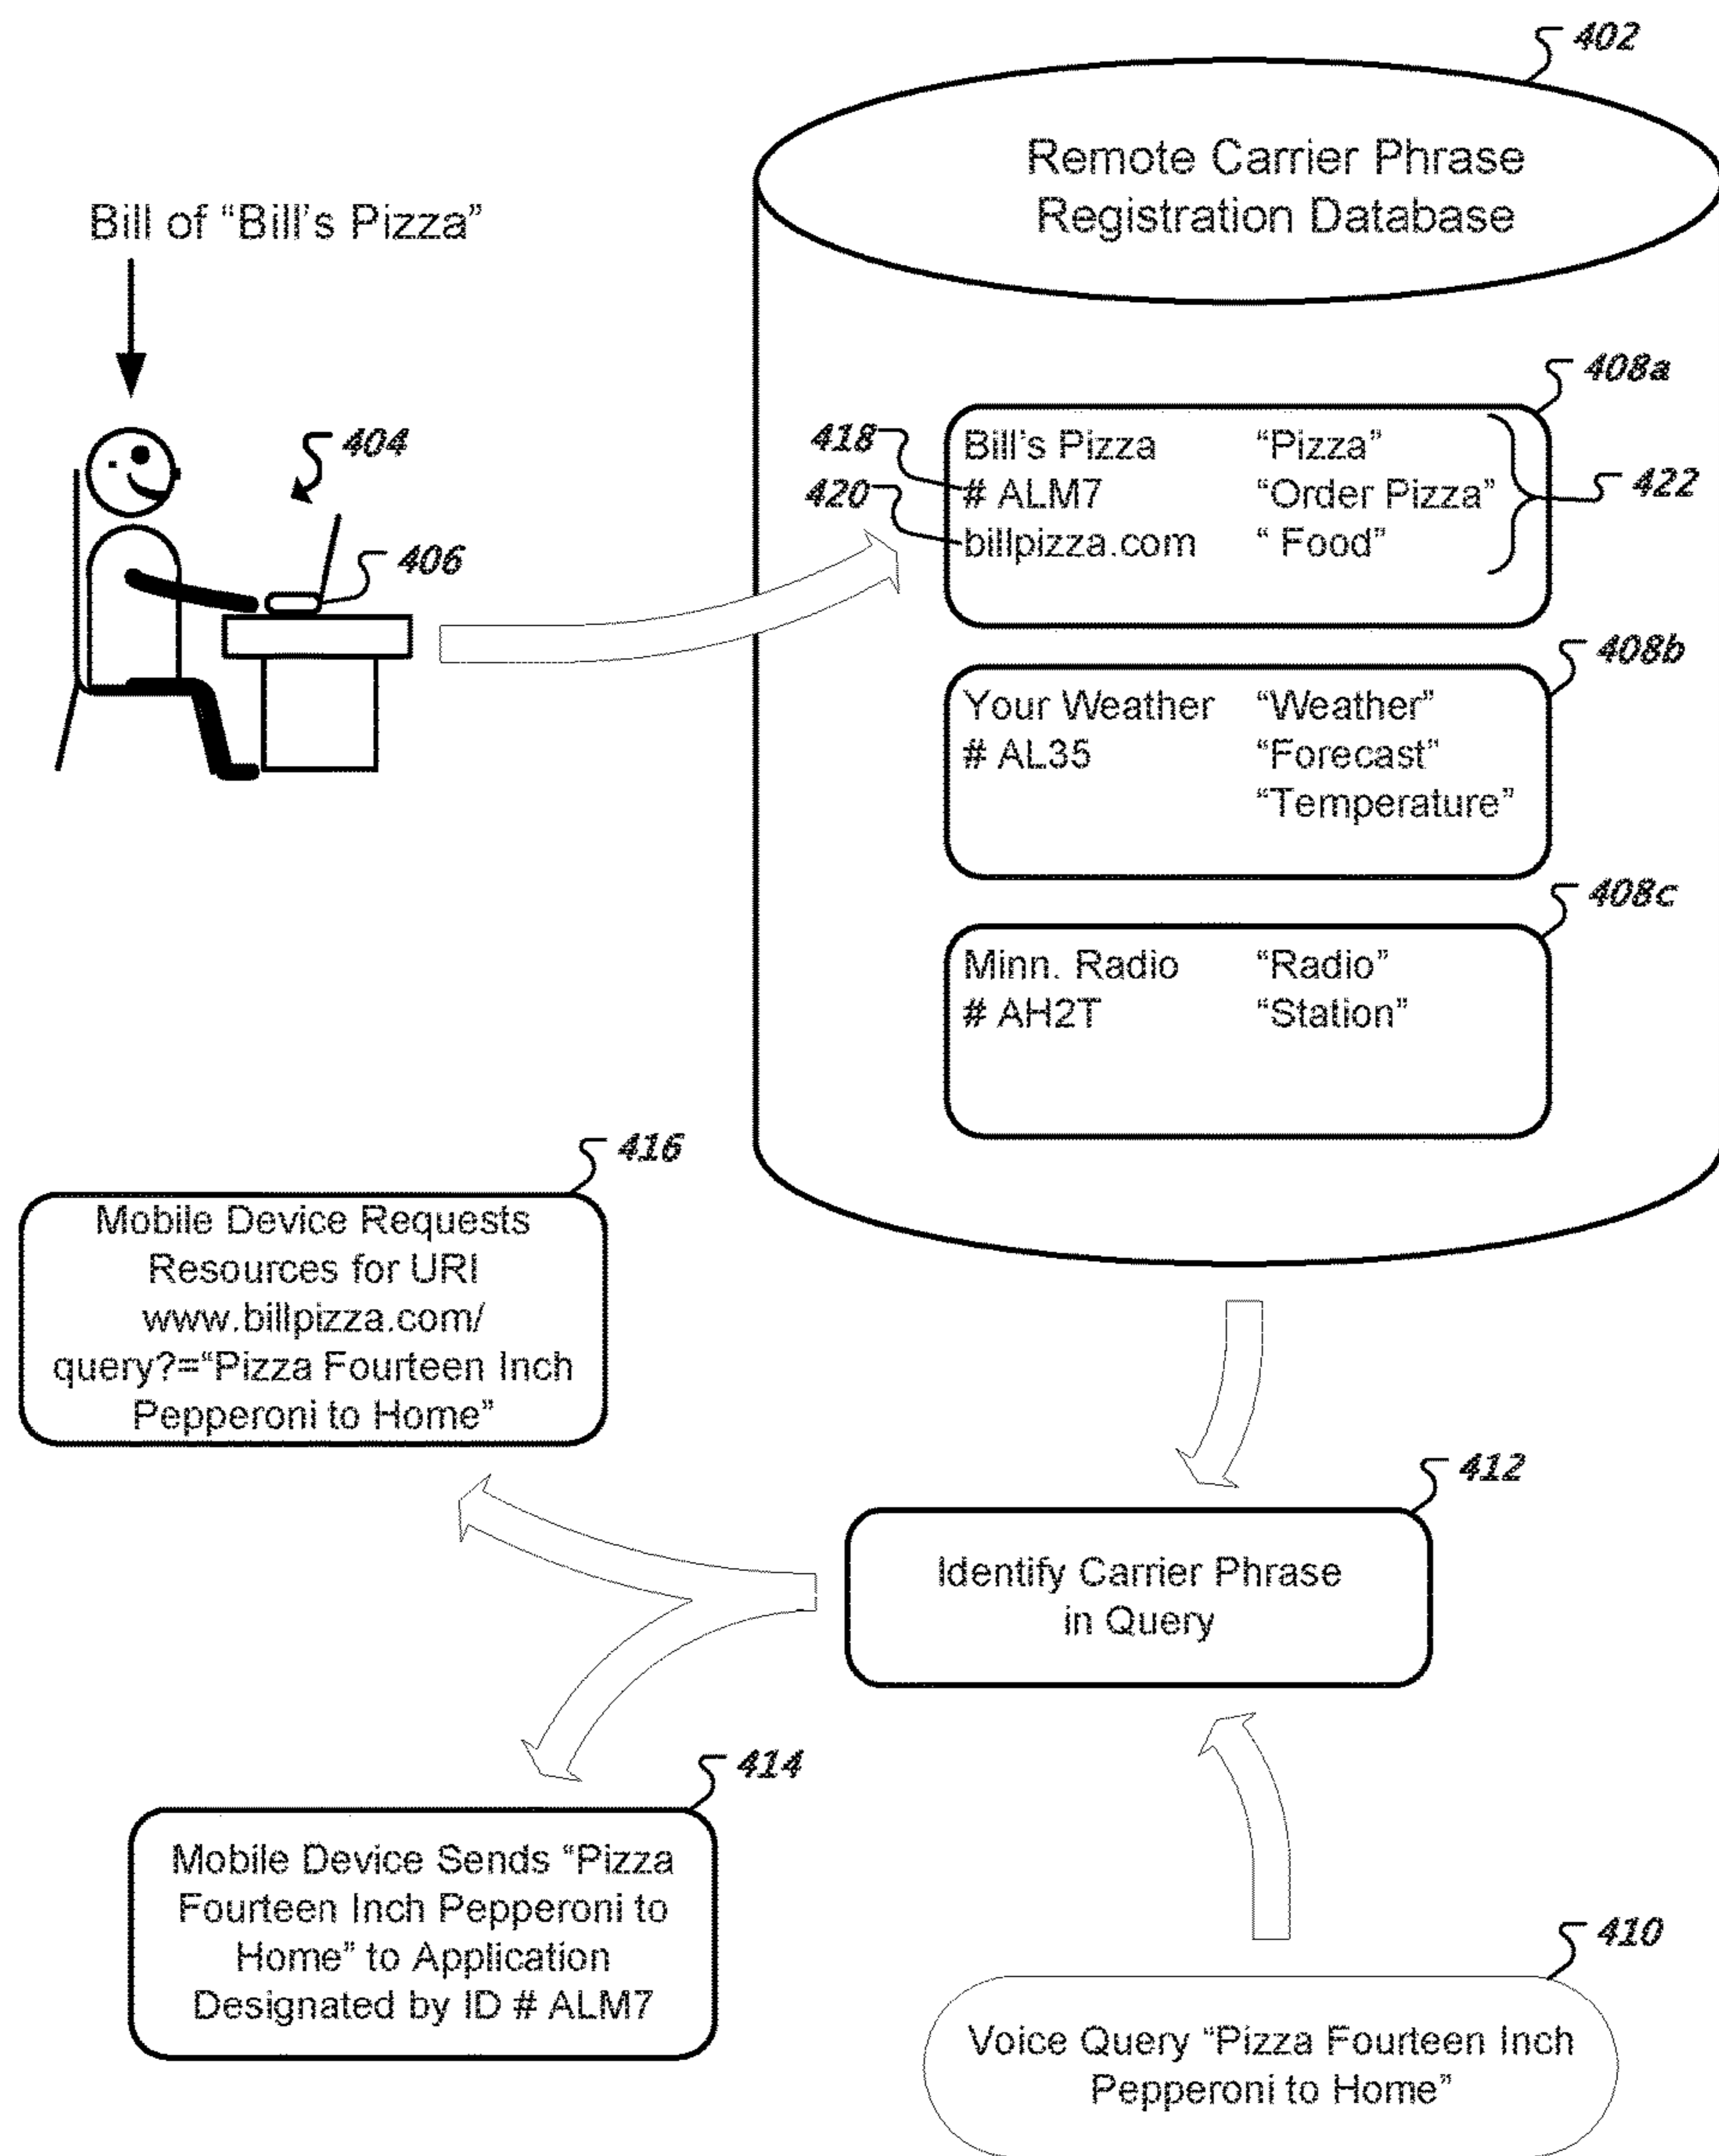 402
Remote Carrier Phrase
Registration Database
Bill of “Bill’s Pizza”
404
406
408a
418
420
422
Bill’s Pizza “Pizza”
# ALM7 “Order Pizza”
billpizza.com “ Food”
408b
Your Weather “Weather”
# AL35 “Forecast”
“Temperature”
408c
Minn. Radio “Radio”
# AH2T “Station”
416
Mobile Device Requests
Resources for URI
www.billpizza.com/
query?=“Pizza Fourteen Inch
Pepperoni to Home”
412
Identify Carrier Phrase
in Query
414
Mobile Device Sends “Pizza
Fourteen Inch Pepperoni to
Home” to Application
Designated by ID # ALM7
410
Voice Query “Pizza Fourteen Inch
Pepperoni to Home”